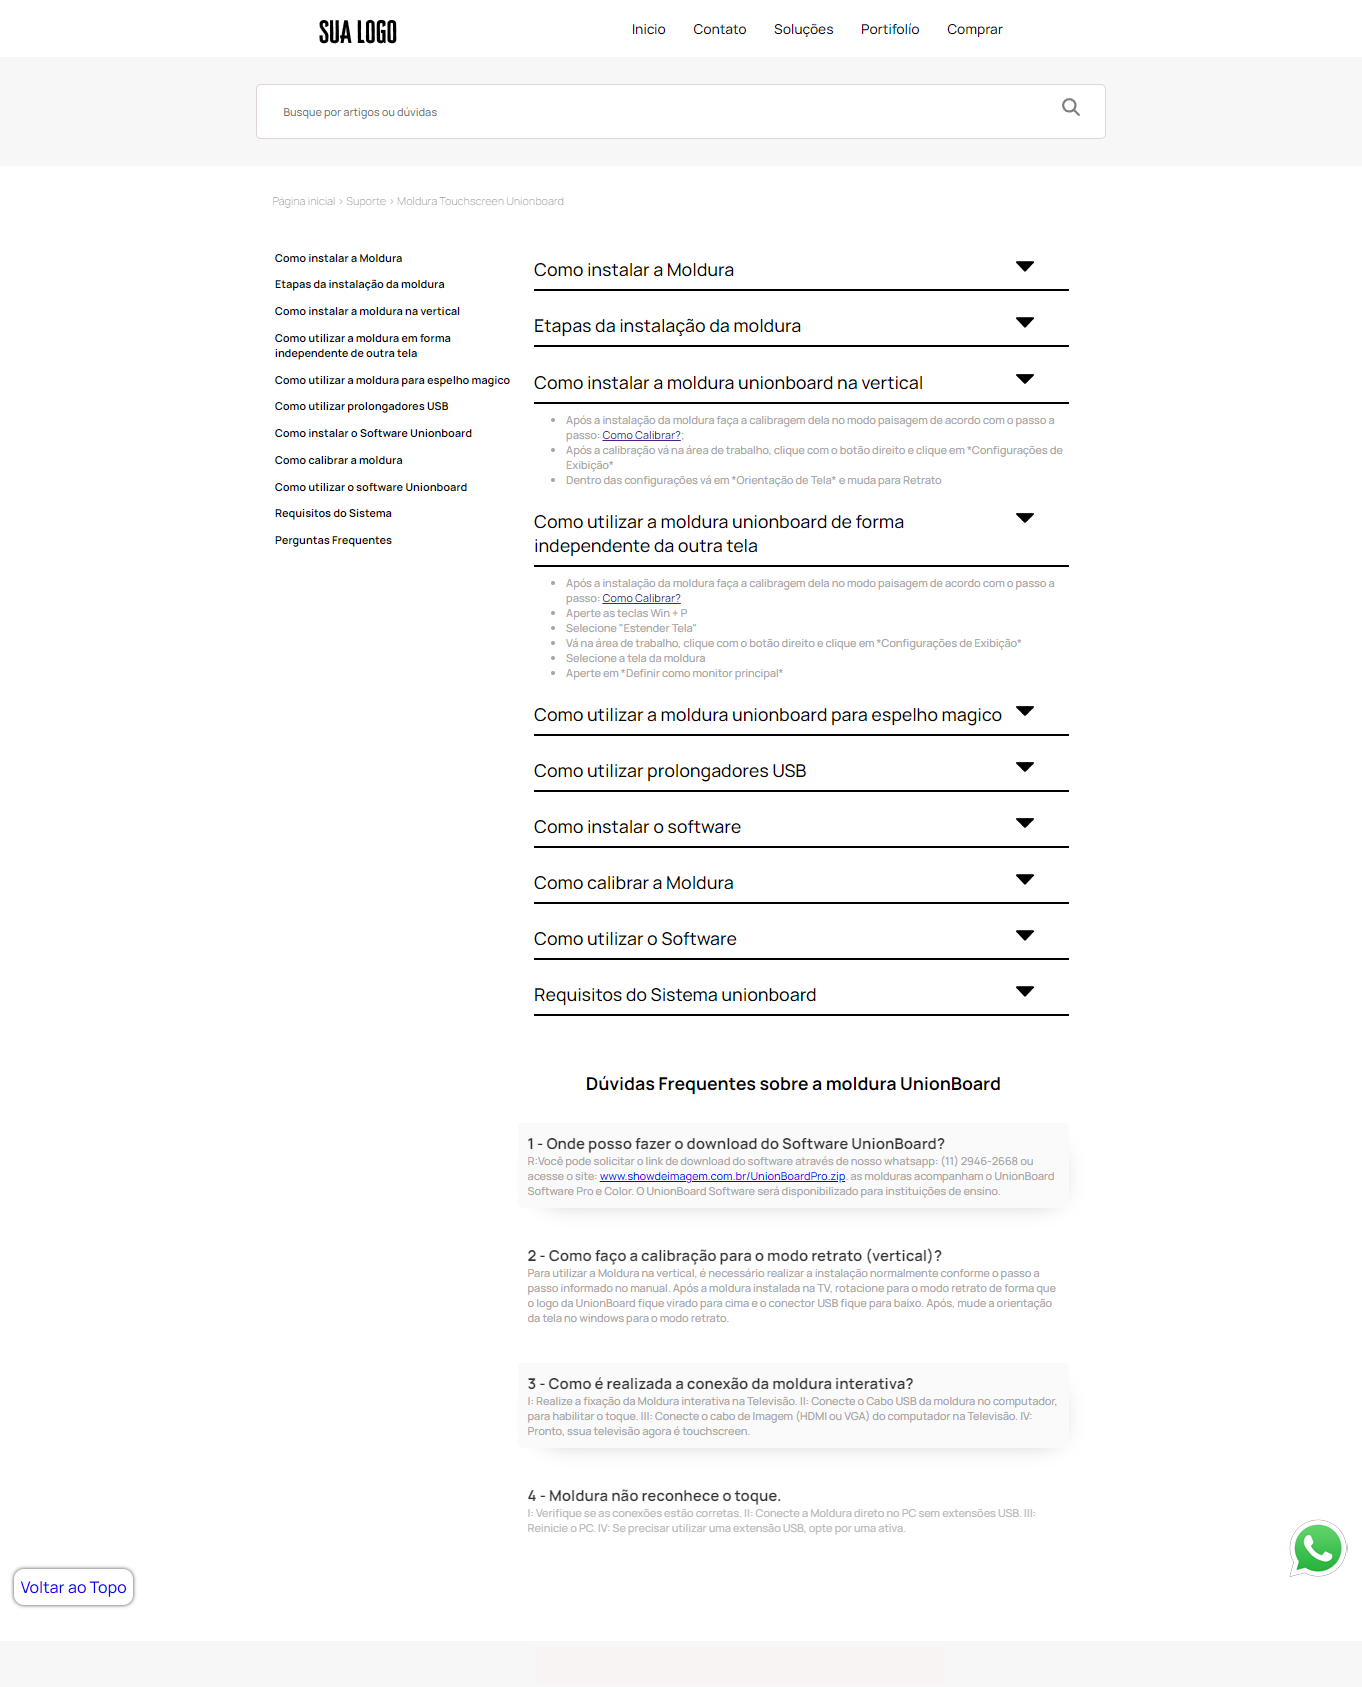 SUA LOGO
Inicio Contato Soluções Portifolío Comprar
Busque por artigos ou dúvidas
Página inicial > Suporte > Moldura Touchscreen Unionboard
Como instalar a Moldura
Etapas da instalação da moldura
Como instalar a moldura na vertical
Como utilizar a moldura em forma
independente de outra tela
Como utilizar a moldura para espelho magico
Como utilizar prolongadores USB
Como instalar o Software Unionboard
Como calibrar a moldura
Como utilizar o software Unionboard
Requisitos do Sistema
Perguntas Frequentes
Como instalar a Moldura
Etapas da instalação da moldura
Como instalar a moldura unionboard na vertical
Após a instalação da moldura faça a calibragem dela no modo paisagem de acordo com o passo a
passo: Como Calibrar?;
Após a calibração vá na área de trabalho, clique com o botão direito e clique em *Configurações de
Exibição*
Dentro das configurações vá em *Orientação de Tela* e muda para Retrato
Como utilizar a moldura unionboard de forma
independente da outra tela
Após a instalação da moldura faça a calibragem dela no modo paisagem de acordo com o passo a
passo: Como Calibrar?
Aperte as teclas Win + P
Selecione "Estender Tela"
Vá na área de trabalho, clique com o botão direito e clique em *Configurações de Exibição*
Selecione a tela da moldura
Aperte em *Definir como monitor principal*
Como utilizar a moldura unionboard para espelho magico
Como utilizar prolongadores USB
Como instalar o software
Como calibrar a Moldura
Como utilizar o Software
Requisitos do Sistema unionboard
Dúvidas Frequentes sobre a moldura UnionBoard
1 - Onde posso fazer o download do Software UnionBoard?
R:Você pode solicitar o link de download do software através de nosso whatsapp: (11) 2946-2668 ou
acesse o site: www.showdeimagem.com.br/UnionBoardPro.zip. as molduras acompanham o UnionBoard
Software Pro e Color. O UnionBoard Software será disponibilizado para instituições de ensino.
2 - Como faço a calibração para o modo retrato (vertical)?
Para utilizar a Moldura na vertical, é necessário realizar a instalação normalmente conforme o passo a
passo informado no manual. Após a moldura instalada na TV, rotacione para o modo retrato de forma que
o logo da UnionBoard fique virado para cima e o conector USB fique para baixo. Após, mude a orientação
da tela no windows para o modo retrato.
3 - Como é realizada a conexão da moldura interativa?
I: Realize a fixação da Moldura interativa na Televisão. II: Conecte o Cabo USB da moldura no computador,
para habilitar o toque. III: Conecte o cabo de Imagem (HDMI ou VGA) do computador na Televisão. IV:
Pronto, ssua televisão agora é touchscreen.
4 - Moldura não reconhece o toque.
I: Verifique se as conexões estão corretas. II: Conecte a Moldura direto no PC sem extensões USB. III:
Reinicie o PC. IV: Se precisar utilizar uma extensão USB, opte por uma ativa.
Voltar ao Topo